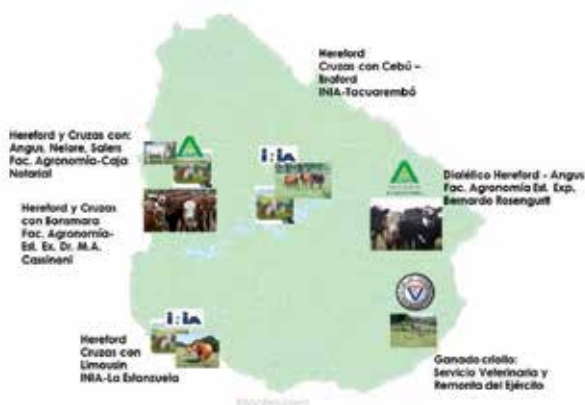 Hereford
Cruzas con Cebú –
Braford
INIA-Tacuarembó
Hereford y Cruzas con:
Angus, Nelore, Salers
Fac. Agronomía-Caja
Notarial
Hereford y Cruzas
con Bonsmara
Fac. Agronomía-
Est. Ex. Dr. M.A.
Cassinoni
Dialélico Hereford - Angus
Fac. Agronomía Est. Exp.
Bernardo Rosengurtt
Hereford
Cruzas con
Limousin
INIA-La Estanzuela
Ganado criollo:
Servicio Veterinaria y
Remonta del Ejército